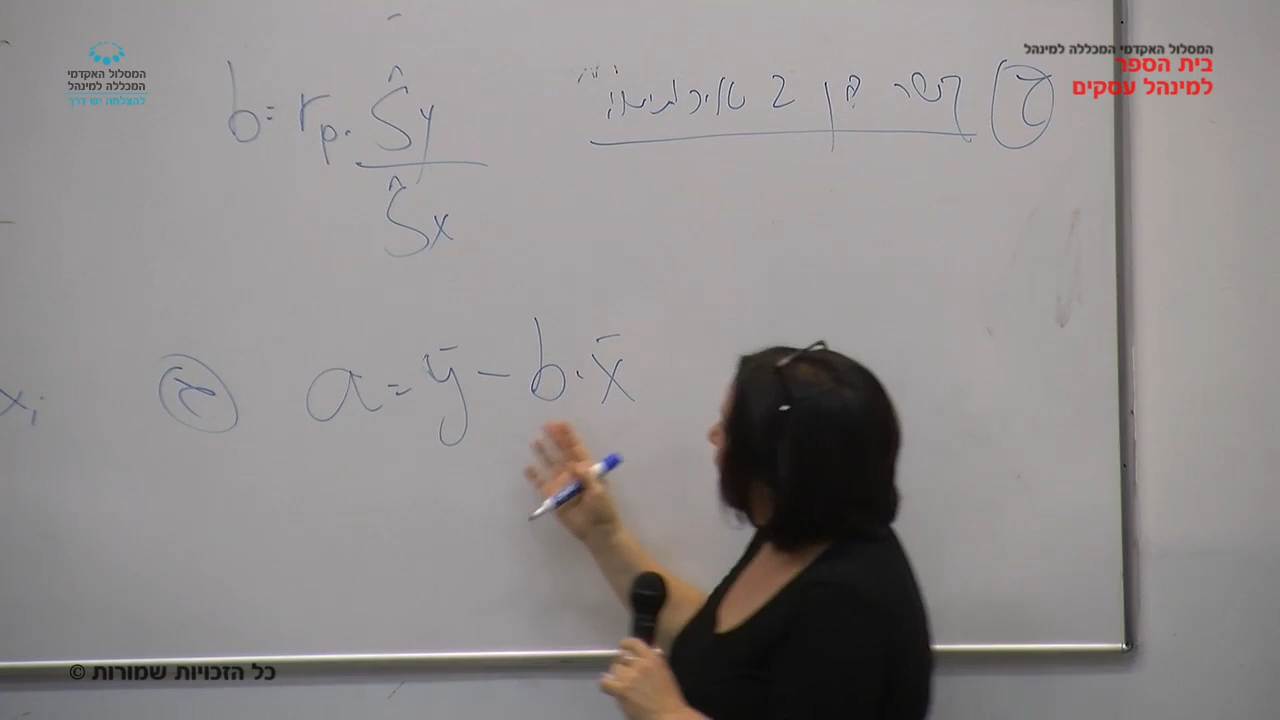 המסלול האקדמי
המכללה למינהל
להצלחה יש דרך
המסלול האקדמי המכללה למינהל
בית הספר
למינהל עסקים
קשר בין 2
b = rp · Ŝy / Ŝx
xi
a = ȳ − b · x̄
כל הזכויות שמורות ©